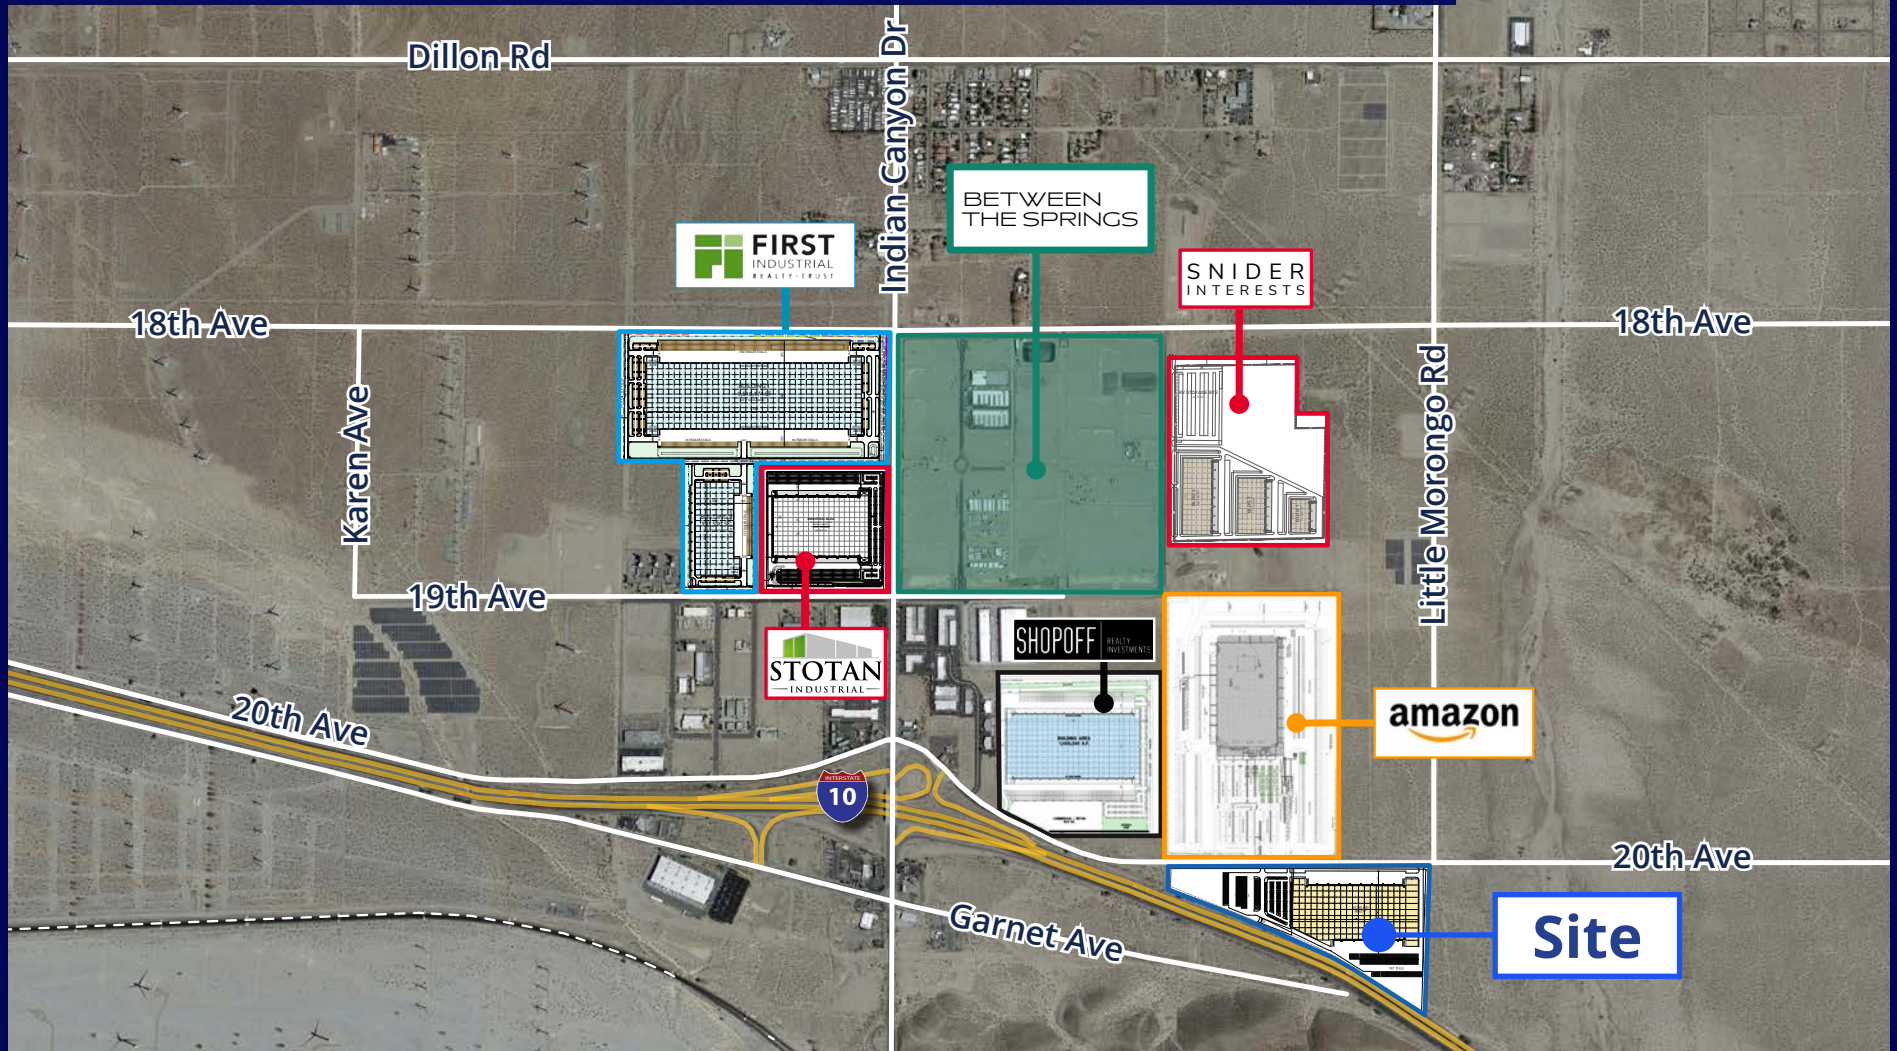 Dillon Rd
Indian Canyon Dr
BETWEEN
THE SPRINGS
FIRST
INDUSTRIAL
REALTY·TRUST
SNIDER
INTERESTS
18th Ave
18th Ave
Karen Ave
Little Morongo Rd
19th Ave
SHOPOFF
REALTY
INVESTMENTS
STOTAN
INDUSTRIAL
20th Ave
amazon
INTERSTATE
10
20th Ave
Garnet Ave
Site